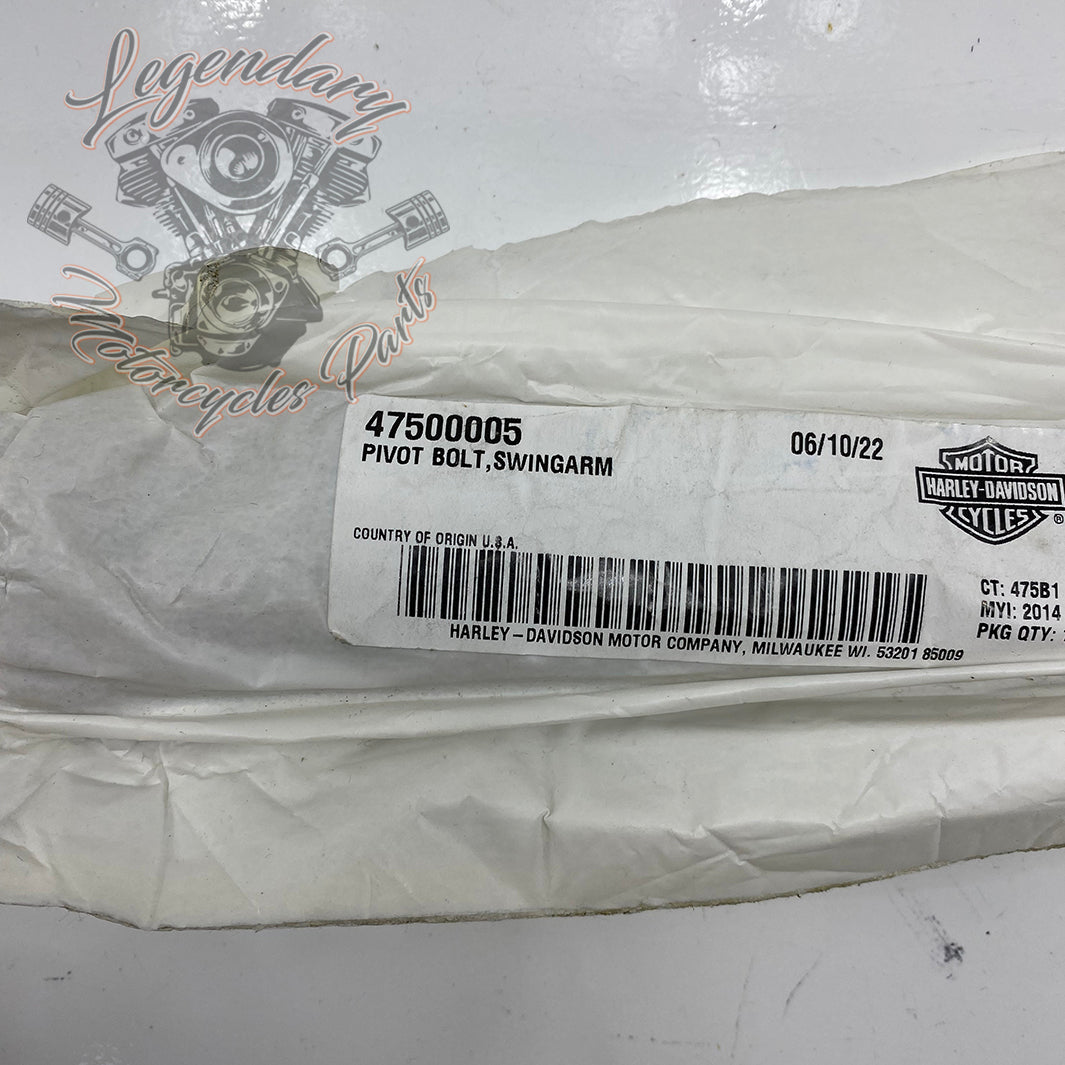 Legendary
Motorcycles Parts
47500005
PIVOT BOLT,SWINGARM
06/10/22
MOTOR
HARLEY-DAVIDSON
CYCLES
®
COUNTRY OF ORIGIN U.S.A.
CT: 475B1
MYI: 2014
PKG QTY:
HARLEY – DAVIDSON MOTOR COMPANY, MILWAUKEE WI. 53201 85009